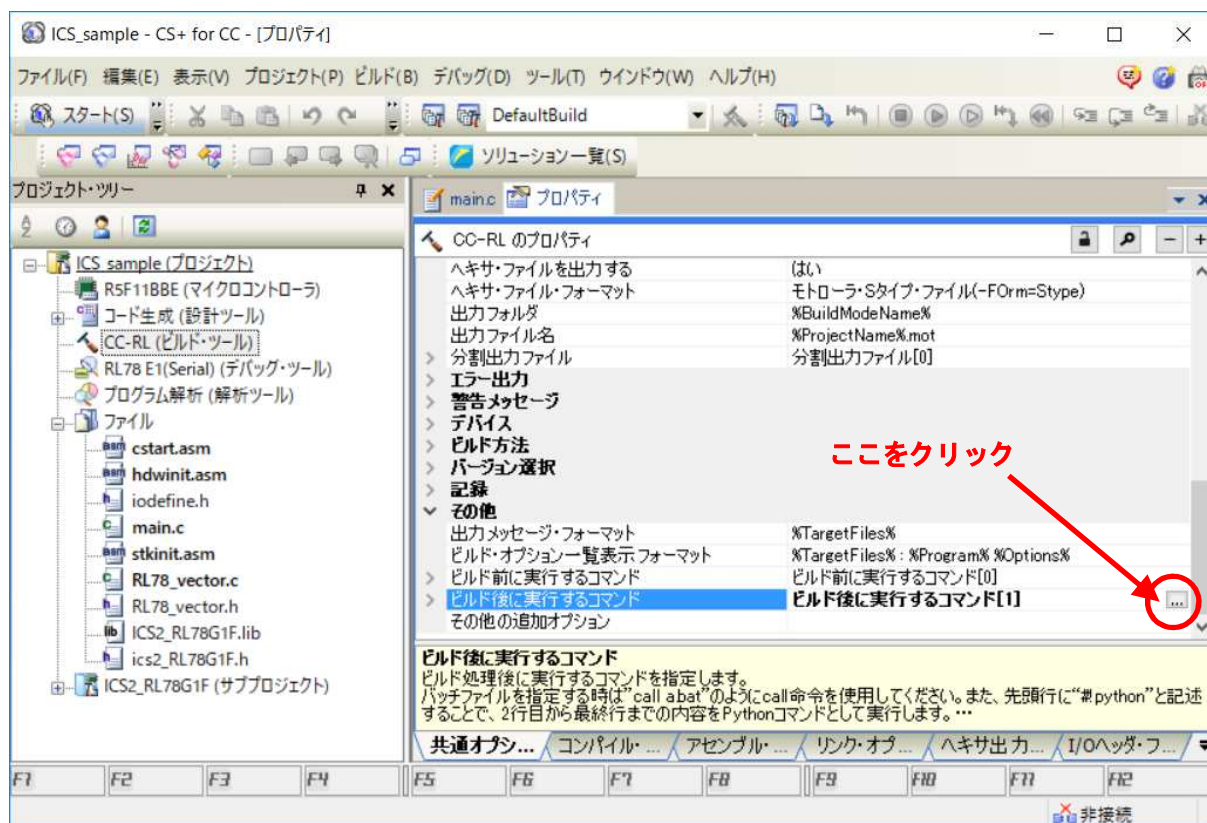 ICS_sample - CS+ for CC - [プロパティ]
ファイル(F) 編集(E) 表示(V) プロジェクト(P) ビルド(B) デバッグ(D) ツール(T) ウインドウ(W) ヘルプ(H)
スタート(S) DefaultBuild
ソリューション一覧(S)
プロジェクト・ツリー
ICS_sample (プロジェクト)
R5F11BBE (マイクロコントローラ)
コード生成 (設計ツール)
CC-RL (ビルド・ツール)
RL78 E1(Serial) (デバッグ・ツール)
プログラム解析 (解析ツール)
ファイル
cstart.asm
hdwinit.asm
iodefine.h
main.c
stkinit.asm
RL78_vector.c
RL78_vector.h
ICS2_RL78G1F.lib
ics2_RL78G1F.h
ICS2_RL78G1F (サブプロジェクト)
main.c プロパティ
CC-RL のプロパティ
ヘキサ・ファイルを出力する はい
ヘキサ・ファイル・フォーマット モトローラ・Sタイプ・ファイル(-FOrm=Stype)
出力フォルダ %BuildModeName%
出力ファイル名 %ProjectName%.mot
分割出力ファイル 分割出力ファイル[0]
エラー出力
警告メッセージ
デバイス
ビルド方法
バージョン選択
記録
その他
出力メッセージ・フォーマット %TargetFiles%
ビルド・オプション一覧表示フォーマット %TargetFiles% : %Program% %Options%
ビルド前に実行するコマンド ビルド前に実行するコマンド[0]
ビルド後に実行するコマンド ビルド後に実行するコマンド[1] ...
その他の追加オプション
ここをクリック
ビルド後に実行するコマンド
ビルド処理後に実行するコマンドを指定します。
バッチファイルを指定する時は"call a.bat"のようにcall命令を使用してください。また、先頭行に"#!python"と記述
することで、2行目から最終行までの内容をPythonコマンドとして実行します。…
共通オプシ... コンパイル・... アセンブル・... リンク・オプ... ヘキサ出力... I/Oヘッダ・フ...
F1 F2 F3 F4 F5 F6 F7 F8 F9 F10 F11 F12
非接続